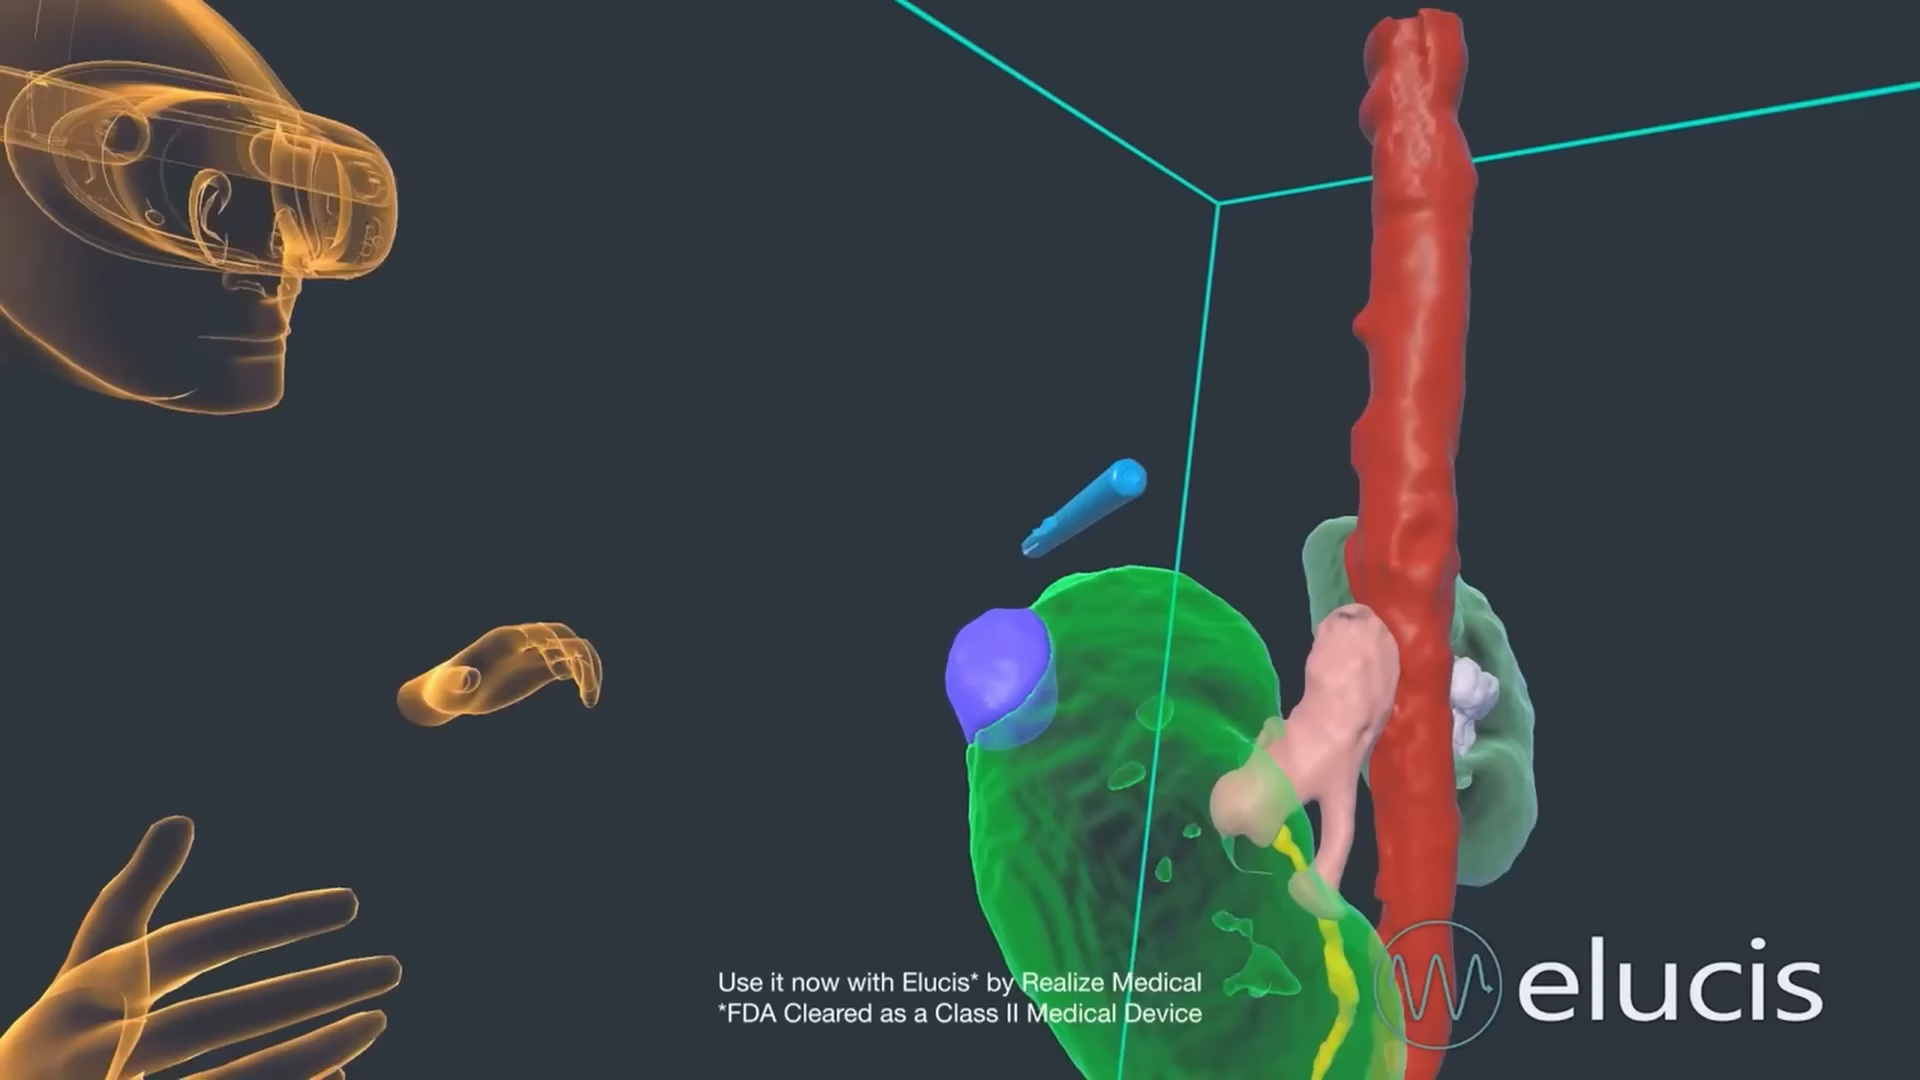 Use it now with Elucis* by Realize Medical
*FDA Cleared as a Class II Medical Device
elucis